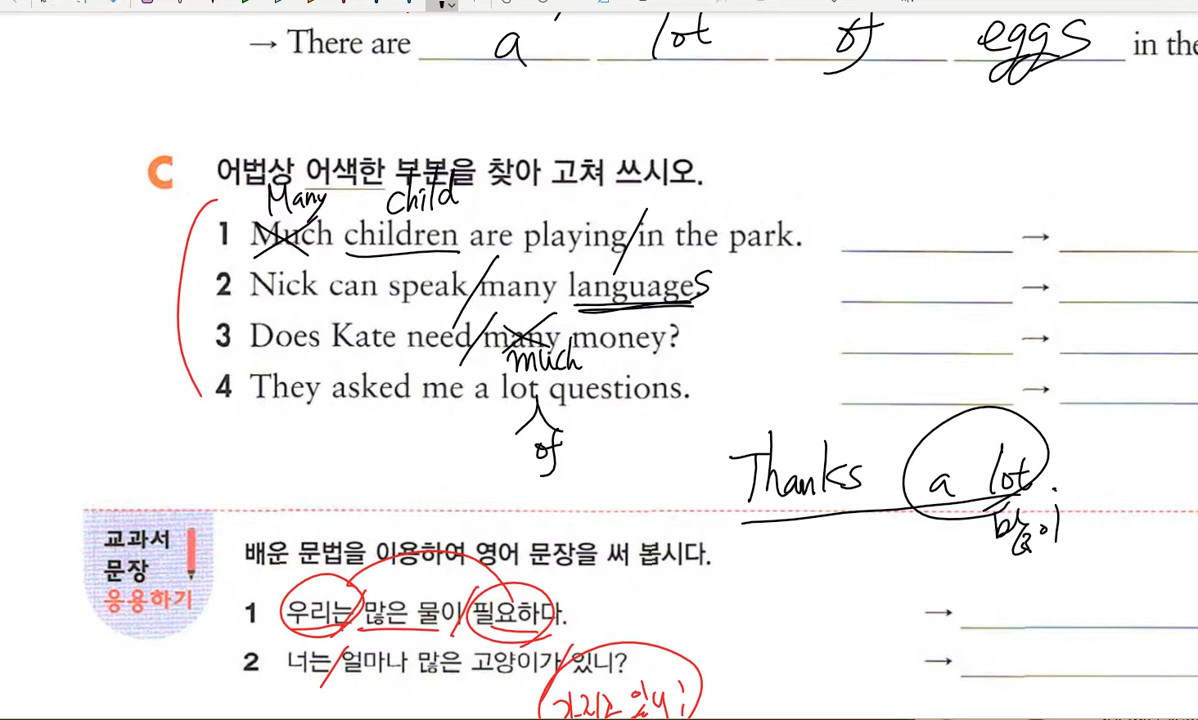 → There are a lot of eggs in the
C 어법상 어색한 부분을 찾아 고쳐 쓰시오.
Many child
1 Much children are playing in the park. →
2 Nick can speak many languages →
3 Does Kate need many money? →
much
4 They asked me a lot questions. →
of
Thanks a lot.
많이
교과서
문장
응용하기
배운 문법을 이용하여 영어 문장을 써 봅시다.
1 우리는 많은 물이 필요하다. →
2 너는 얼마나 많은 고양이가 있니? →
가지고 있니